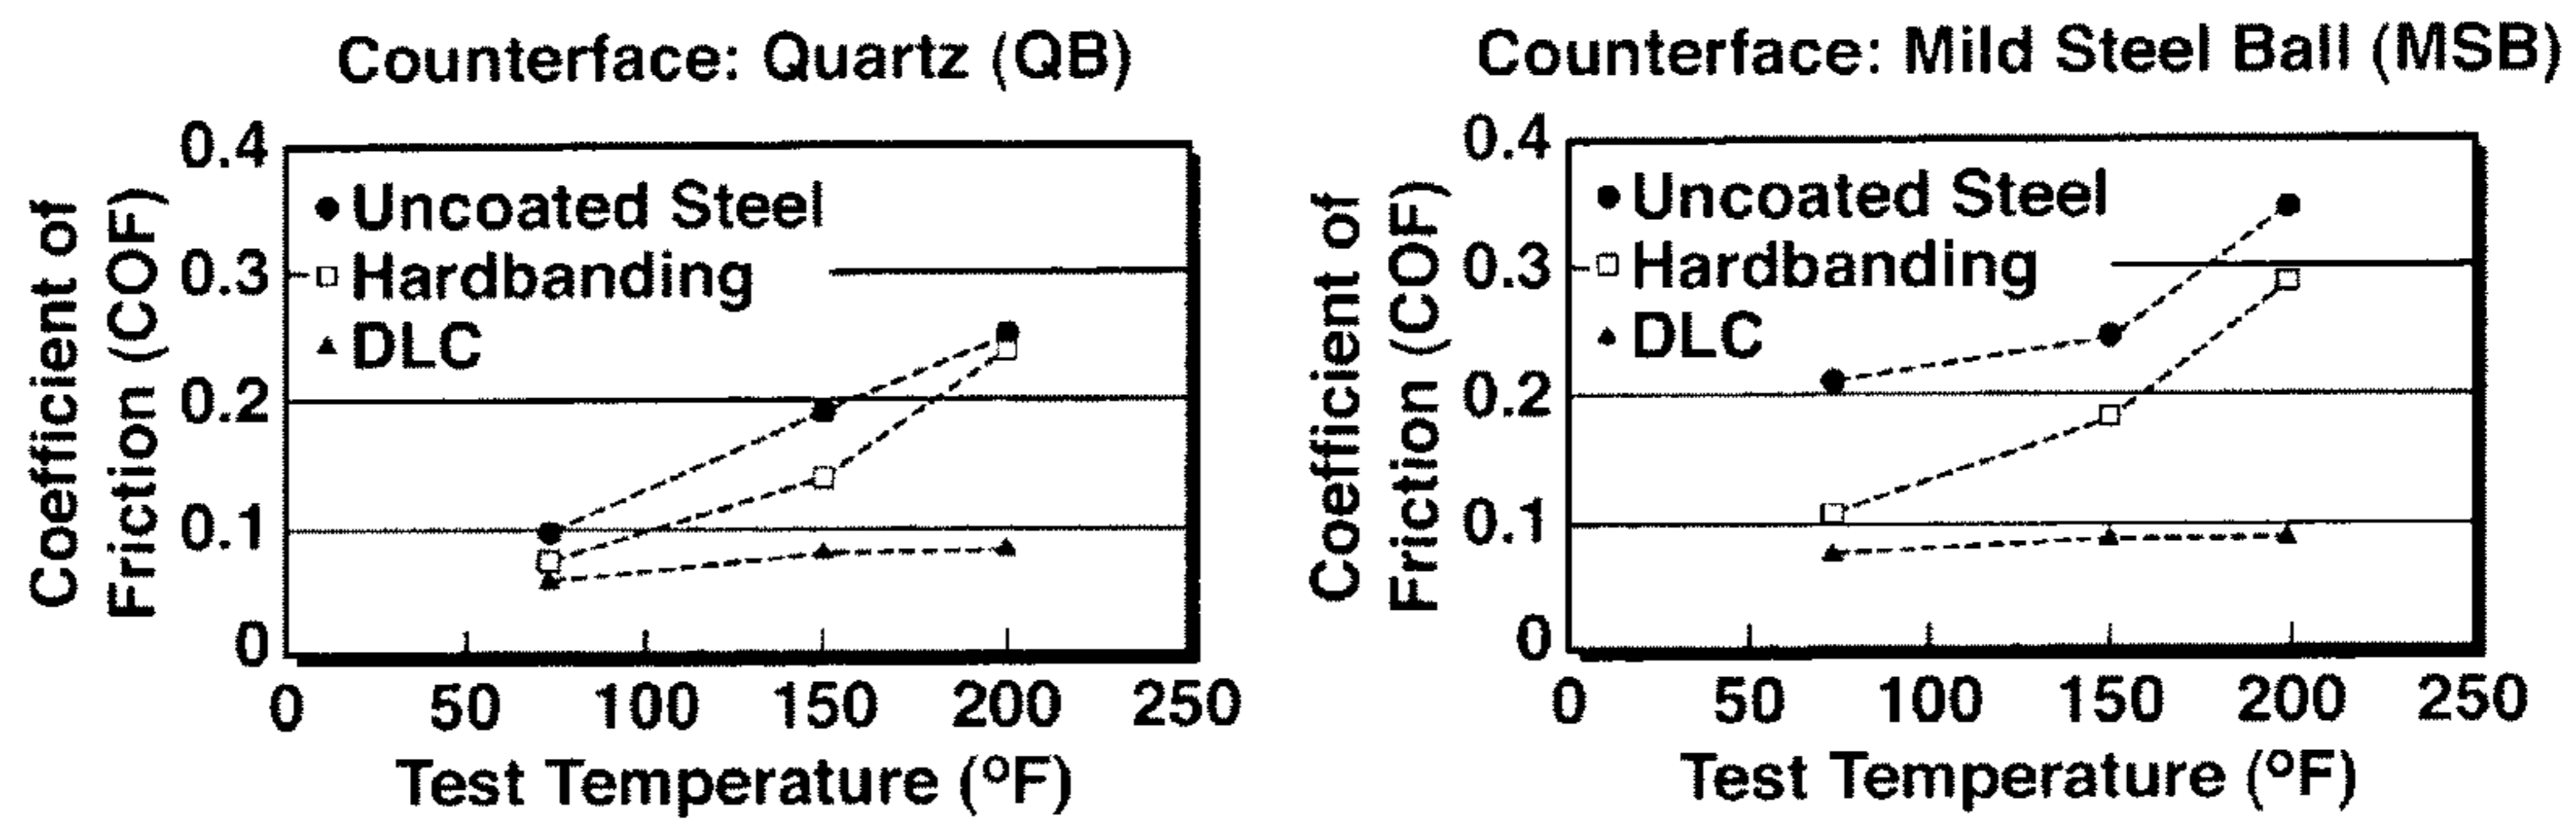 Counterface: Quartz (QB)
Coefficient of
Friction (COF)
0.4
0.3
0.2
0.1
0
Uncoated Steel
Hardbanding
DLC
0 50 100 150 200 250
Test Temperature (°F)
Counterface: Mild Steel Ball (MSB)
Coefficient of
Friction (COF)
0.4
0.3
0.2
0.1
0
Uncoated Steel
Hardbanding
DLC
0 50 100 150 200 250
Test Temperature (°F)